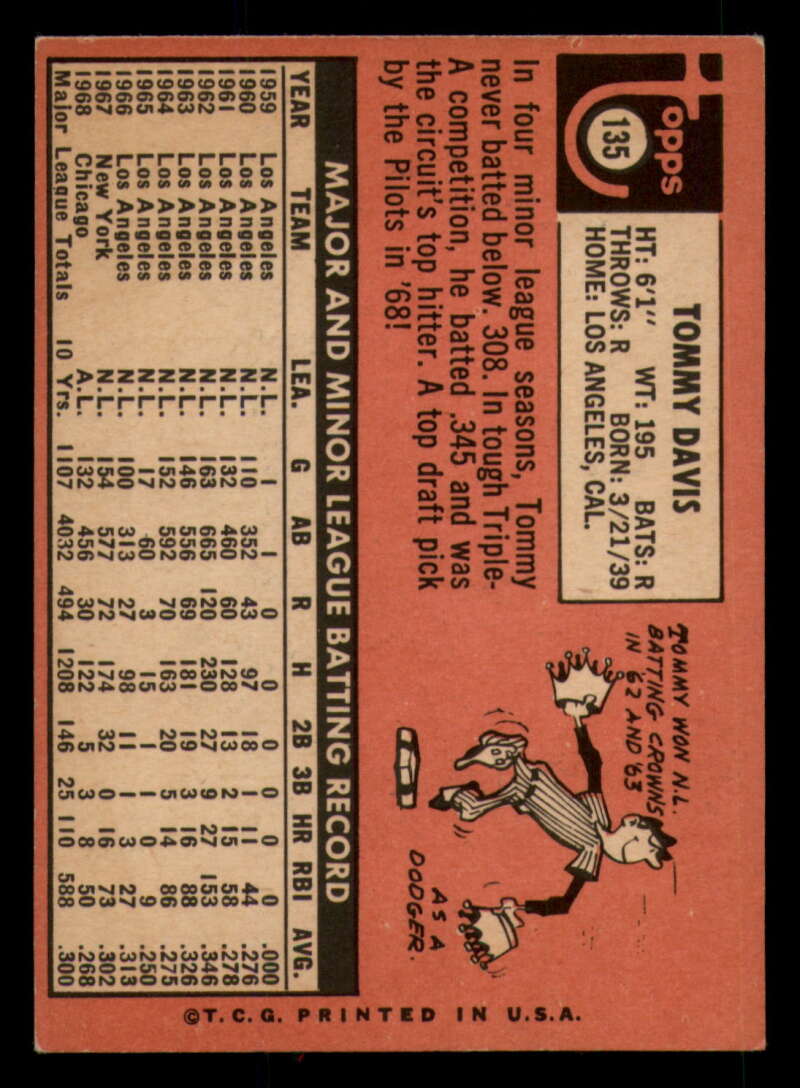 Topps
135
TOMMY DAVIS
HT: 6'1" WT: 195 BATS: R
THROWS: R BORN: 3/21/39
HOME: LOS ANGELES, CAL.
In four minor league seasons, Tommy
never batted below .308. In tough Triple-
A competition, he batted .345 and was
the circuit's top hitter. A top draft pick
by the Pilots in '68!
TOMMY WON N.L.
BATTING CROWNS
IN '62 AND '63
AS A
DODGER.
MAJOR AND MINOR LEAGUE BATTING RECORD
YEAR TEAM LEA. G AB R H 2B 3B HR RBI AVG.
1959 Los Angeles N.L. 1 1 0 0 0 0 0 0 .000
1960 Los Angeles N.L. 110 352 43 97 18 1 11 44 .276
1961 Los Angeles N.L. 132 460 60 128 13 2 15 58 .278
1962 Los Angeles N.L. 163 665 120 230 27 9 27 153 .346
1963 Los Angeles N.L. 146 556 69 181 19 3 16 88 .326
1964 Los Angeles N.L. 152 592 70 163 20 5 14 86 .275
1965 Los Angeles N.L. 17 60 3 15 1 1 0 9 .250
1966 Los Angeles N.L. 100 313 27 98 11 1 3 27 .313
1967 New York N.L. 154 577 72 174 32 0 16 73 .302
1968 Chicago A.L. 132 456 30 122 5 3 8 50 .268
Major League Totals 10 Yrs. 1107 4032 494 1208 146 25 110 588 .300
©T.C.G. PRINTED IN U.S.A.